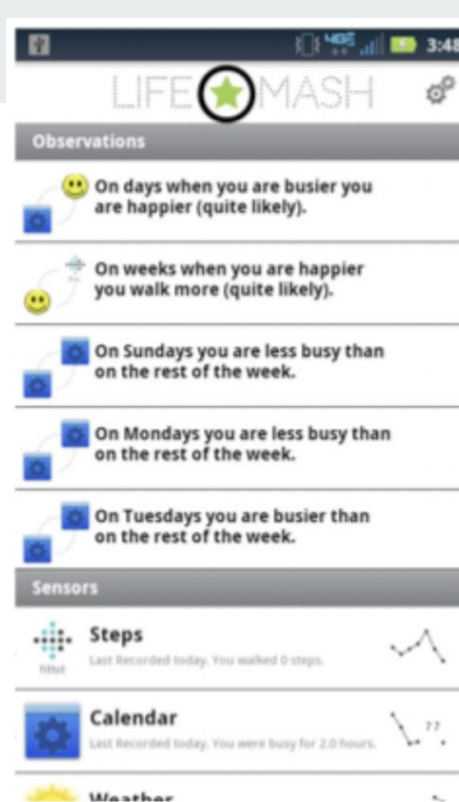 4G 3:48
LIFE MASH
Observations
On days when you are busier you
are happier (quite likely).
On weeks when you are happier
you walk more (quite likely).
On Sundays you are less busy than
on the rest of the week.
On Mondays you are less busy than
on the rest of the week.
On Tuesdays you are busier than
on the rest of the week.
Sensors
Steps
Last Recorded today. You walked 0 steps.
fitbit
Calendar
??
Last Recorded today. You were busy for 2.0 hours.
Weather